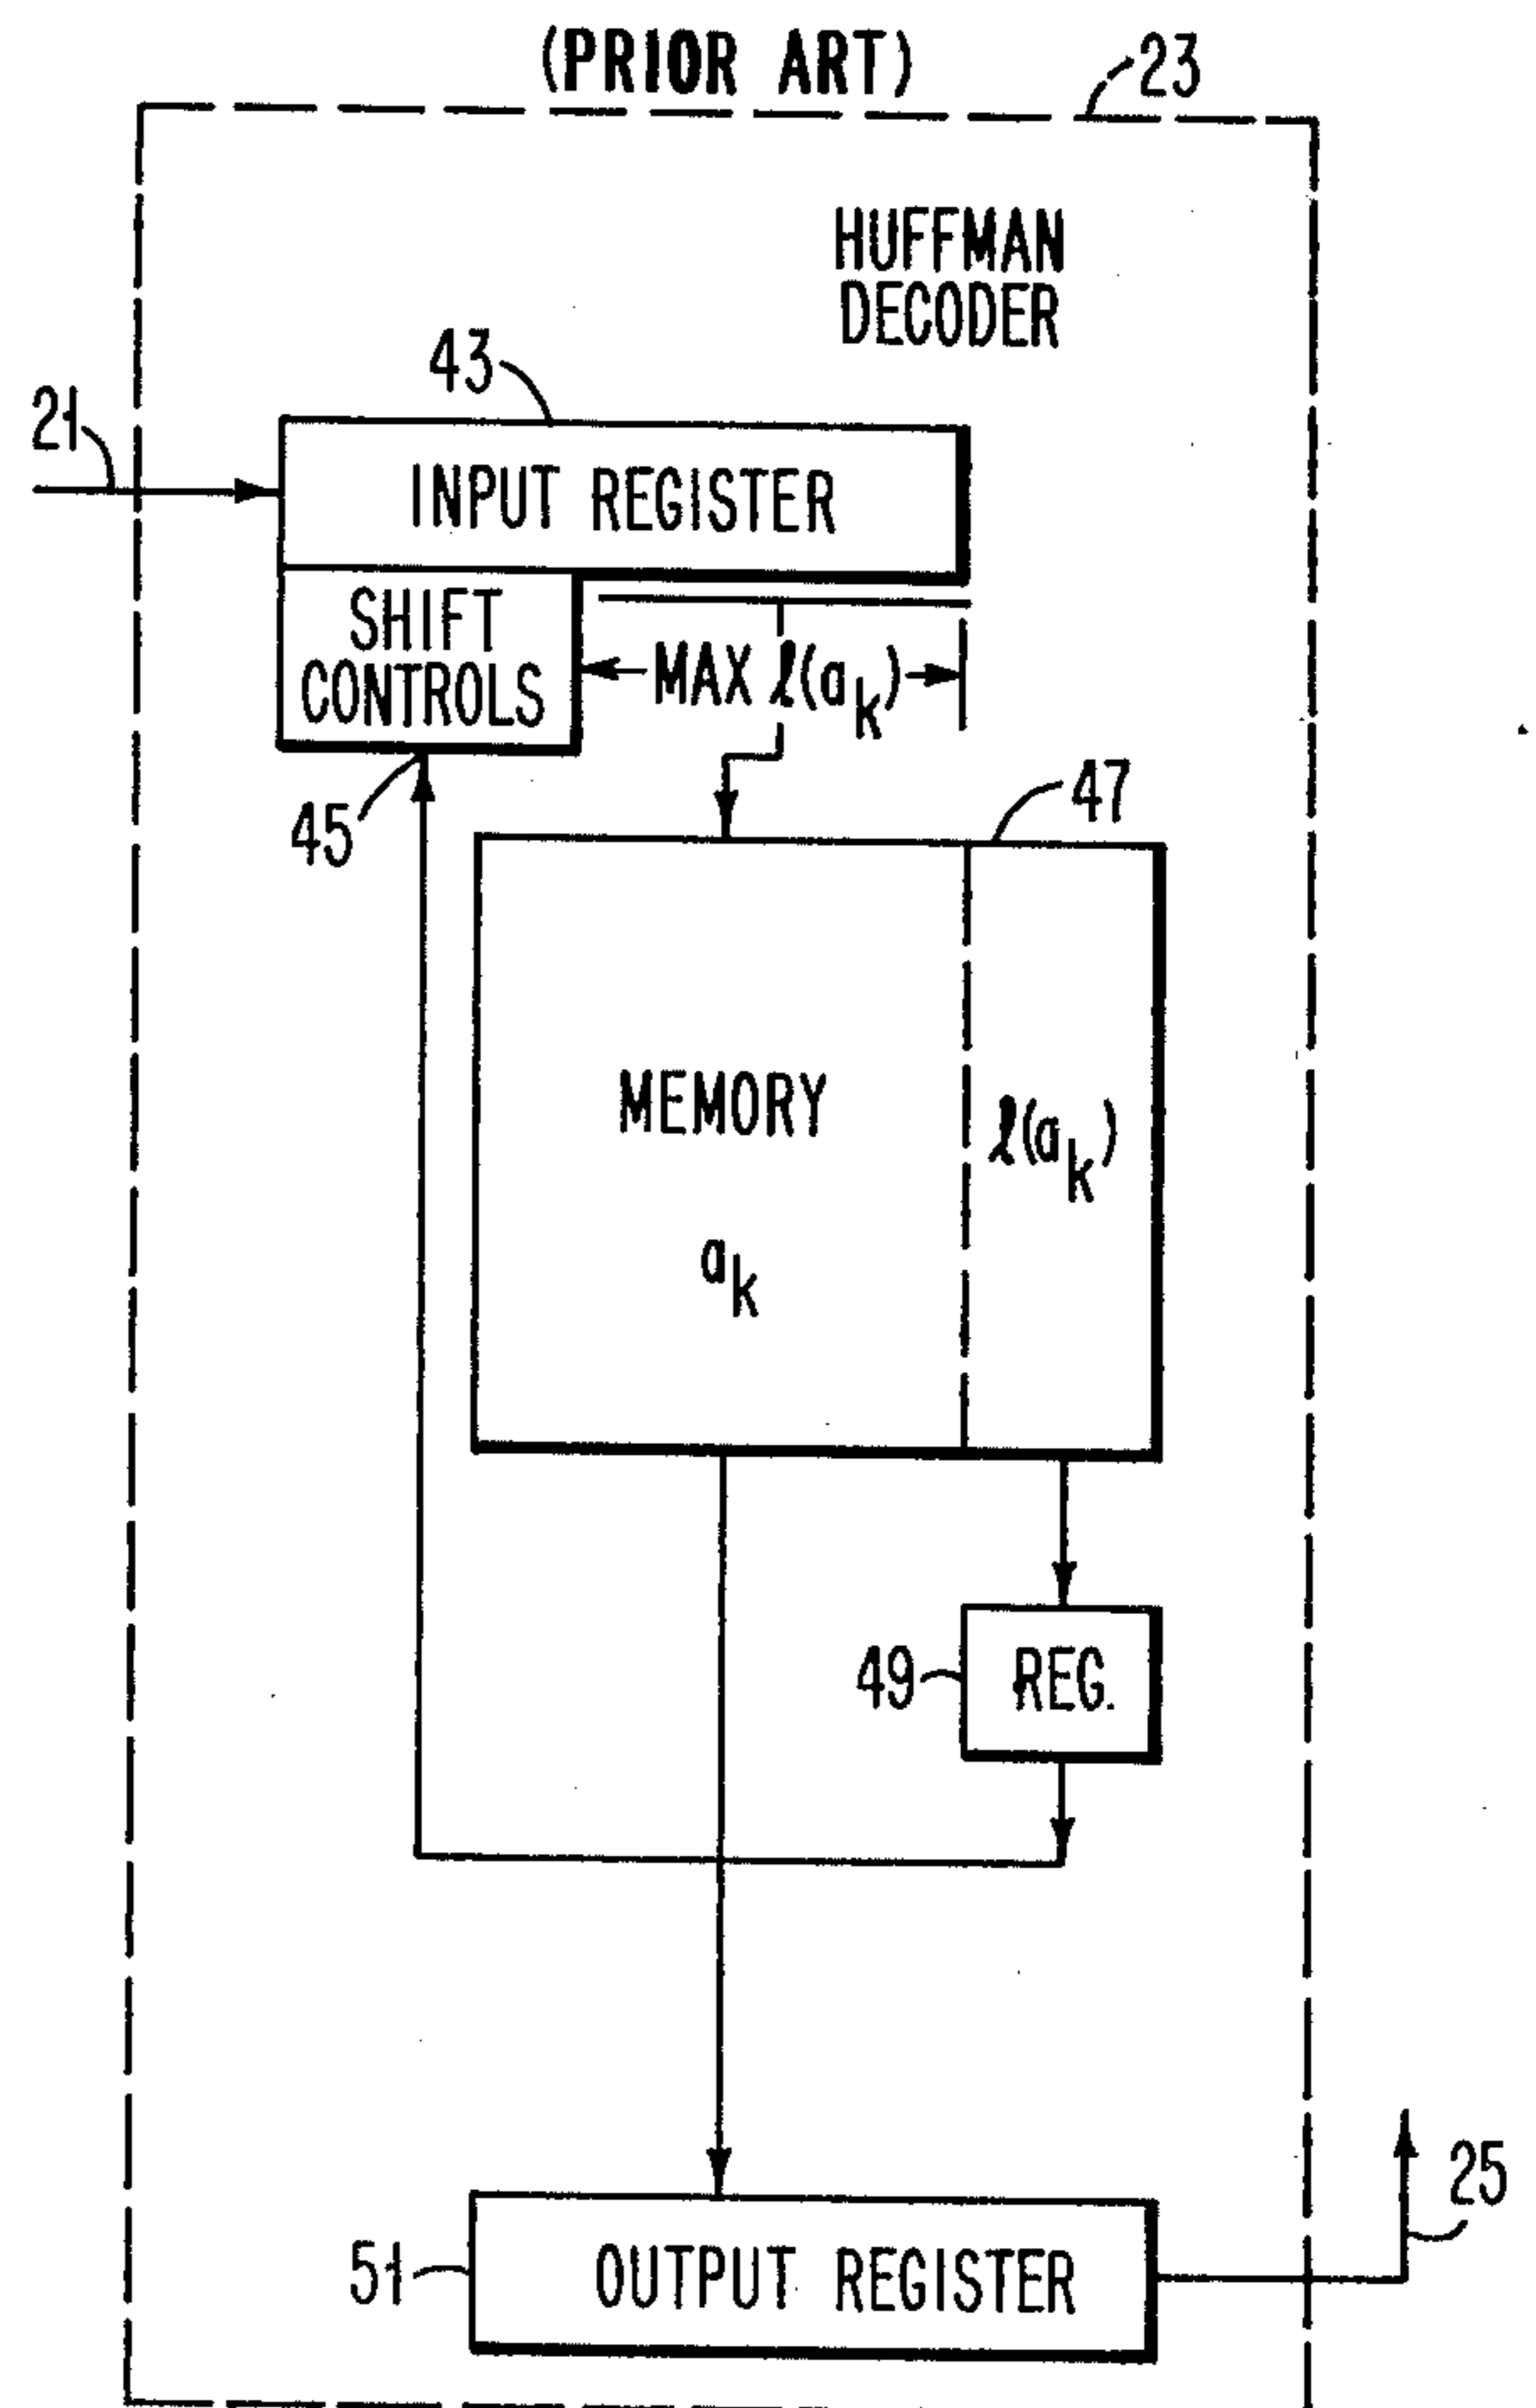 (PRIOR ART)
23
HUFFMAN
DECODER
43
21
INPUT REGISTER
SHIFT
CONTROLS
MAX ℓ(aₖ)
45
47
MEMORY
ℓ(aₖ)
aₖ
49
REG.
25
51
OUTPUT REGISTER